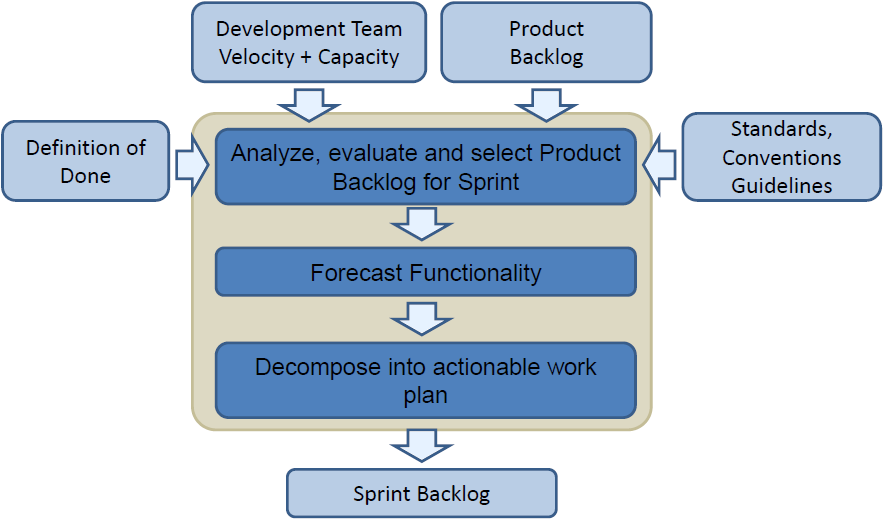 Development Team
Velocity + Capacity
Product
Backlog
Definition of
Done
Analyze, evaluate and select Product
Backlog for Sprint
Standards,
Conventions
Guidelines
Forecast Functionality
Decompose into actionable work
plan
Sprint Backlog